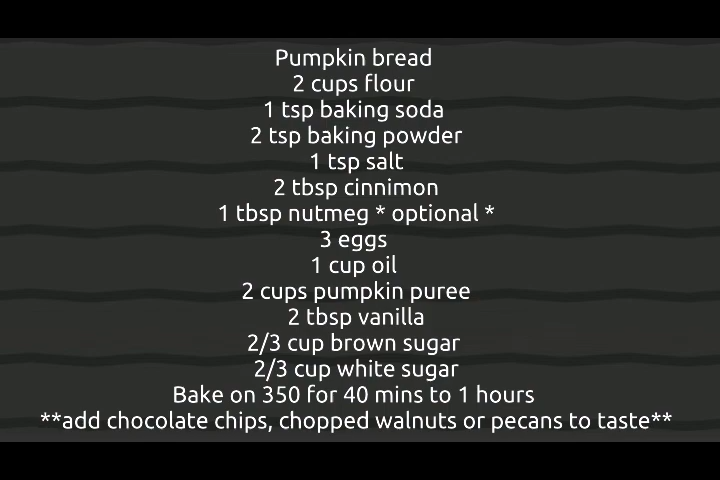 Pumpkin bread
2 cups flour
1 tsp baking soda
2 tsp baking powder
1 tsp salt
2 tbsp cinnimon
1 tbsp nutmeg * optional *
3 eggs
1 cup oil
2 cups pumpkin puree
2 tbsp vanilla
2/3 cup brown sugar
2/3 cup white sugar
Bake on 350 for 40 mins to 1 hours
**add chocolate chips, chopped walnuts or pecans to taste**